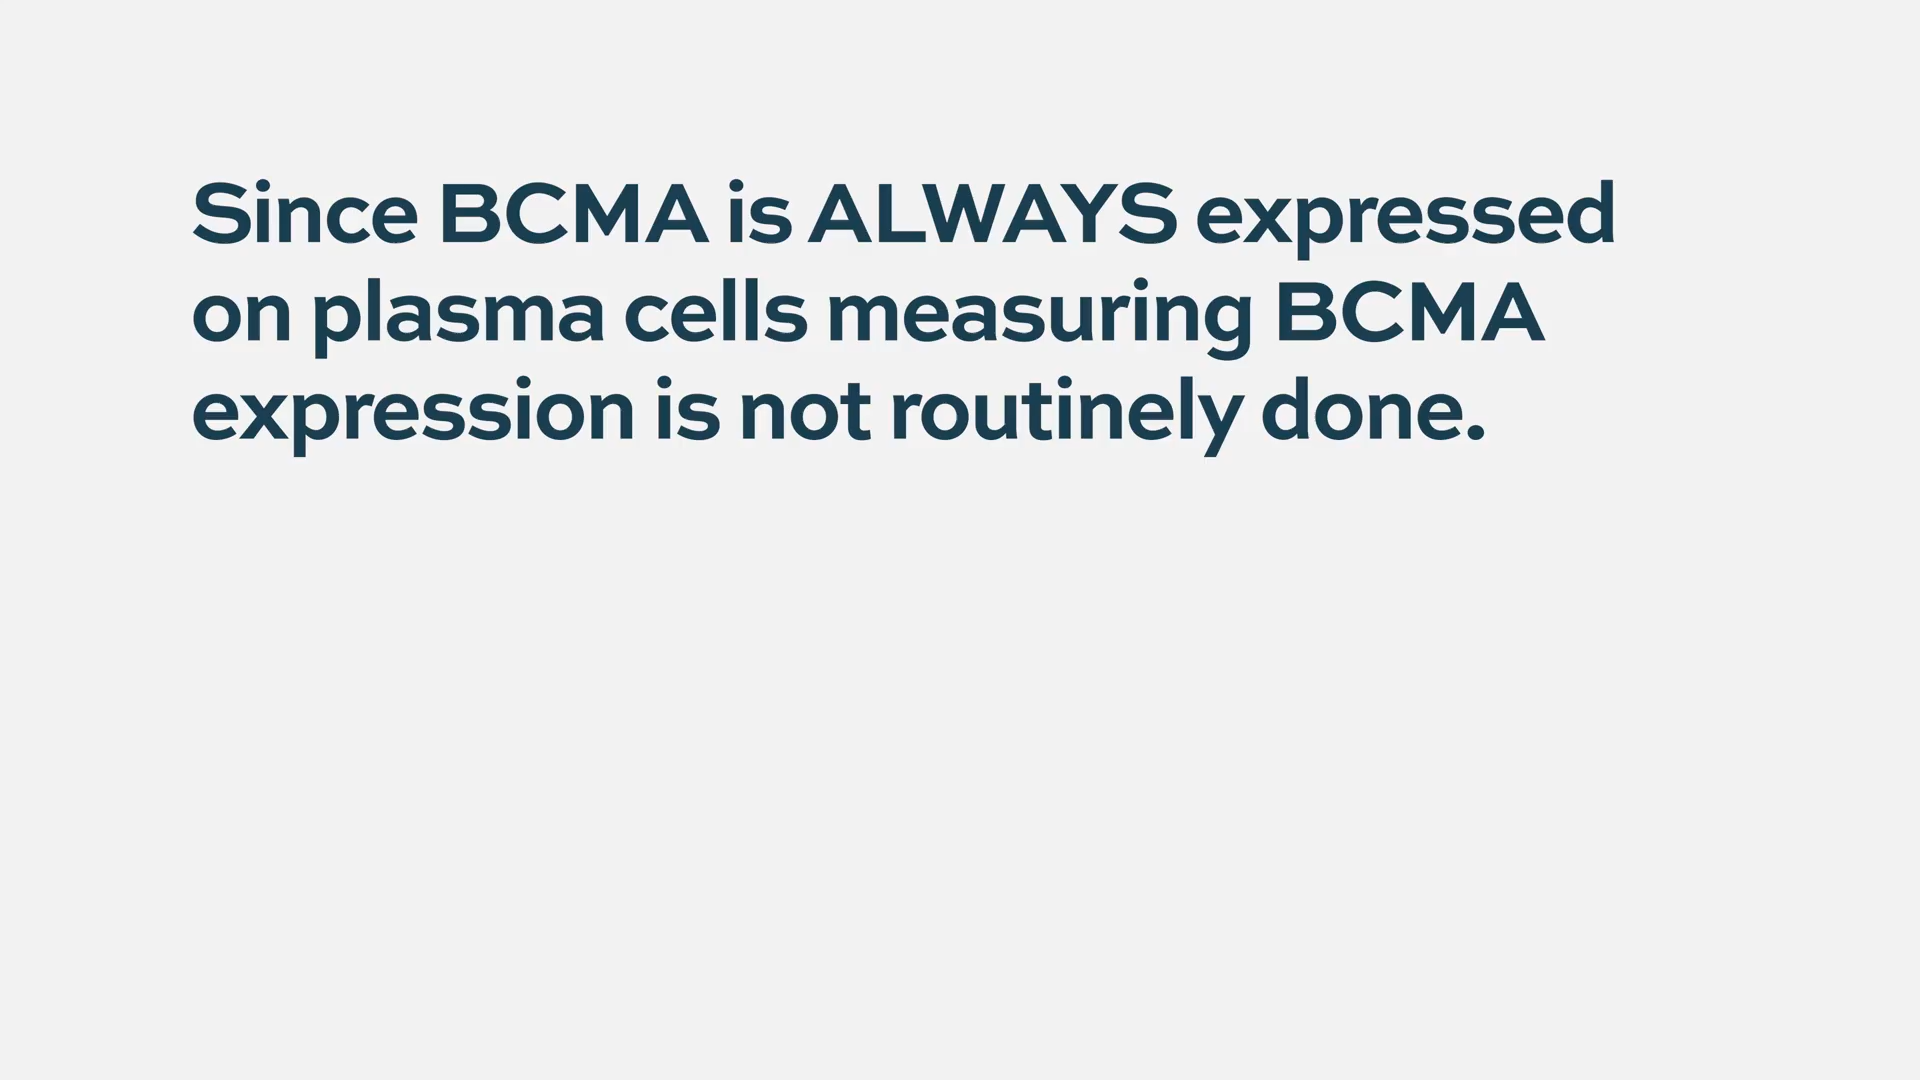 Since BCMA is ALWAYS expressed
on plasma cells measuring BCMA
expression is not routinely done.